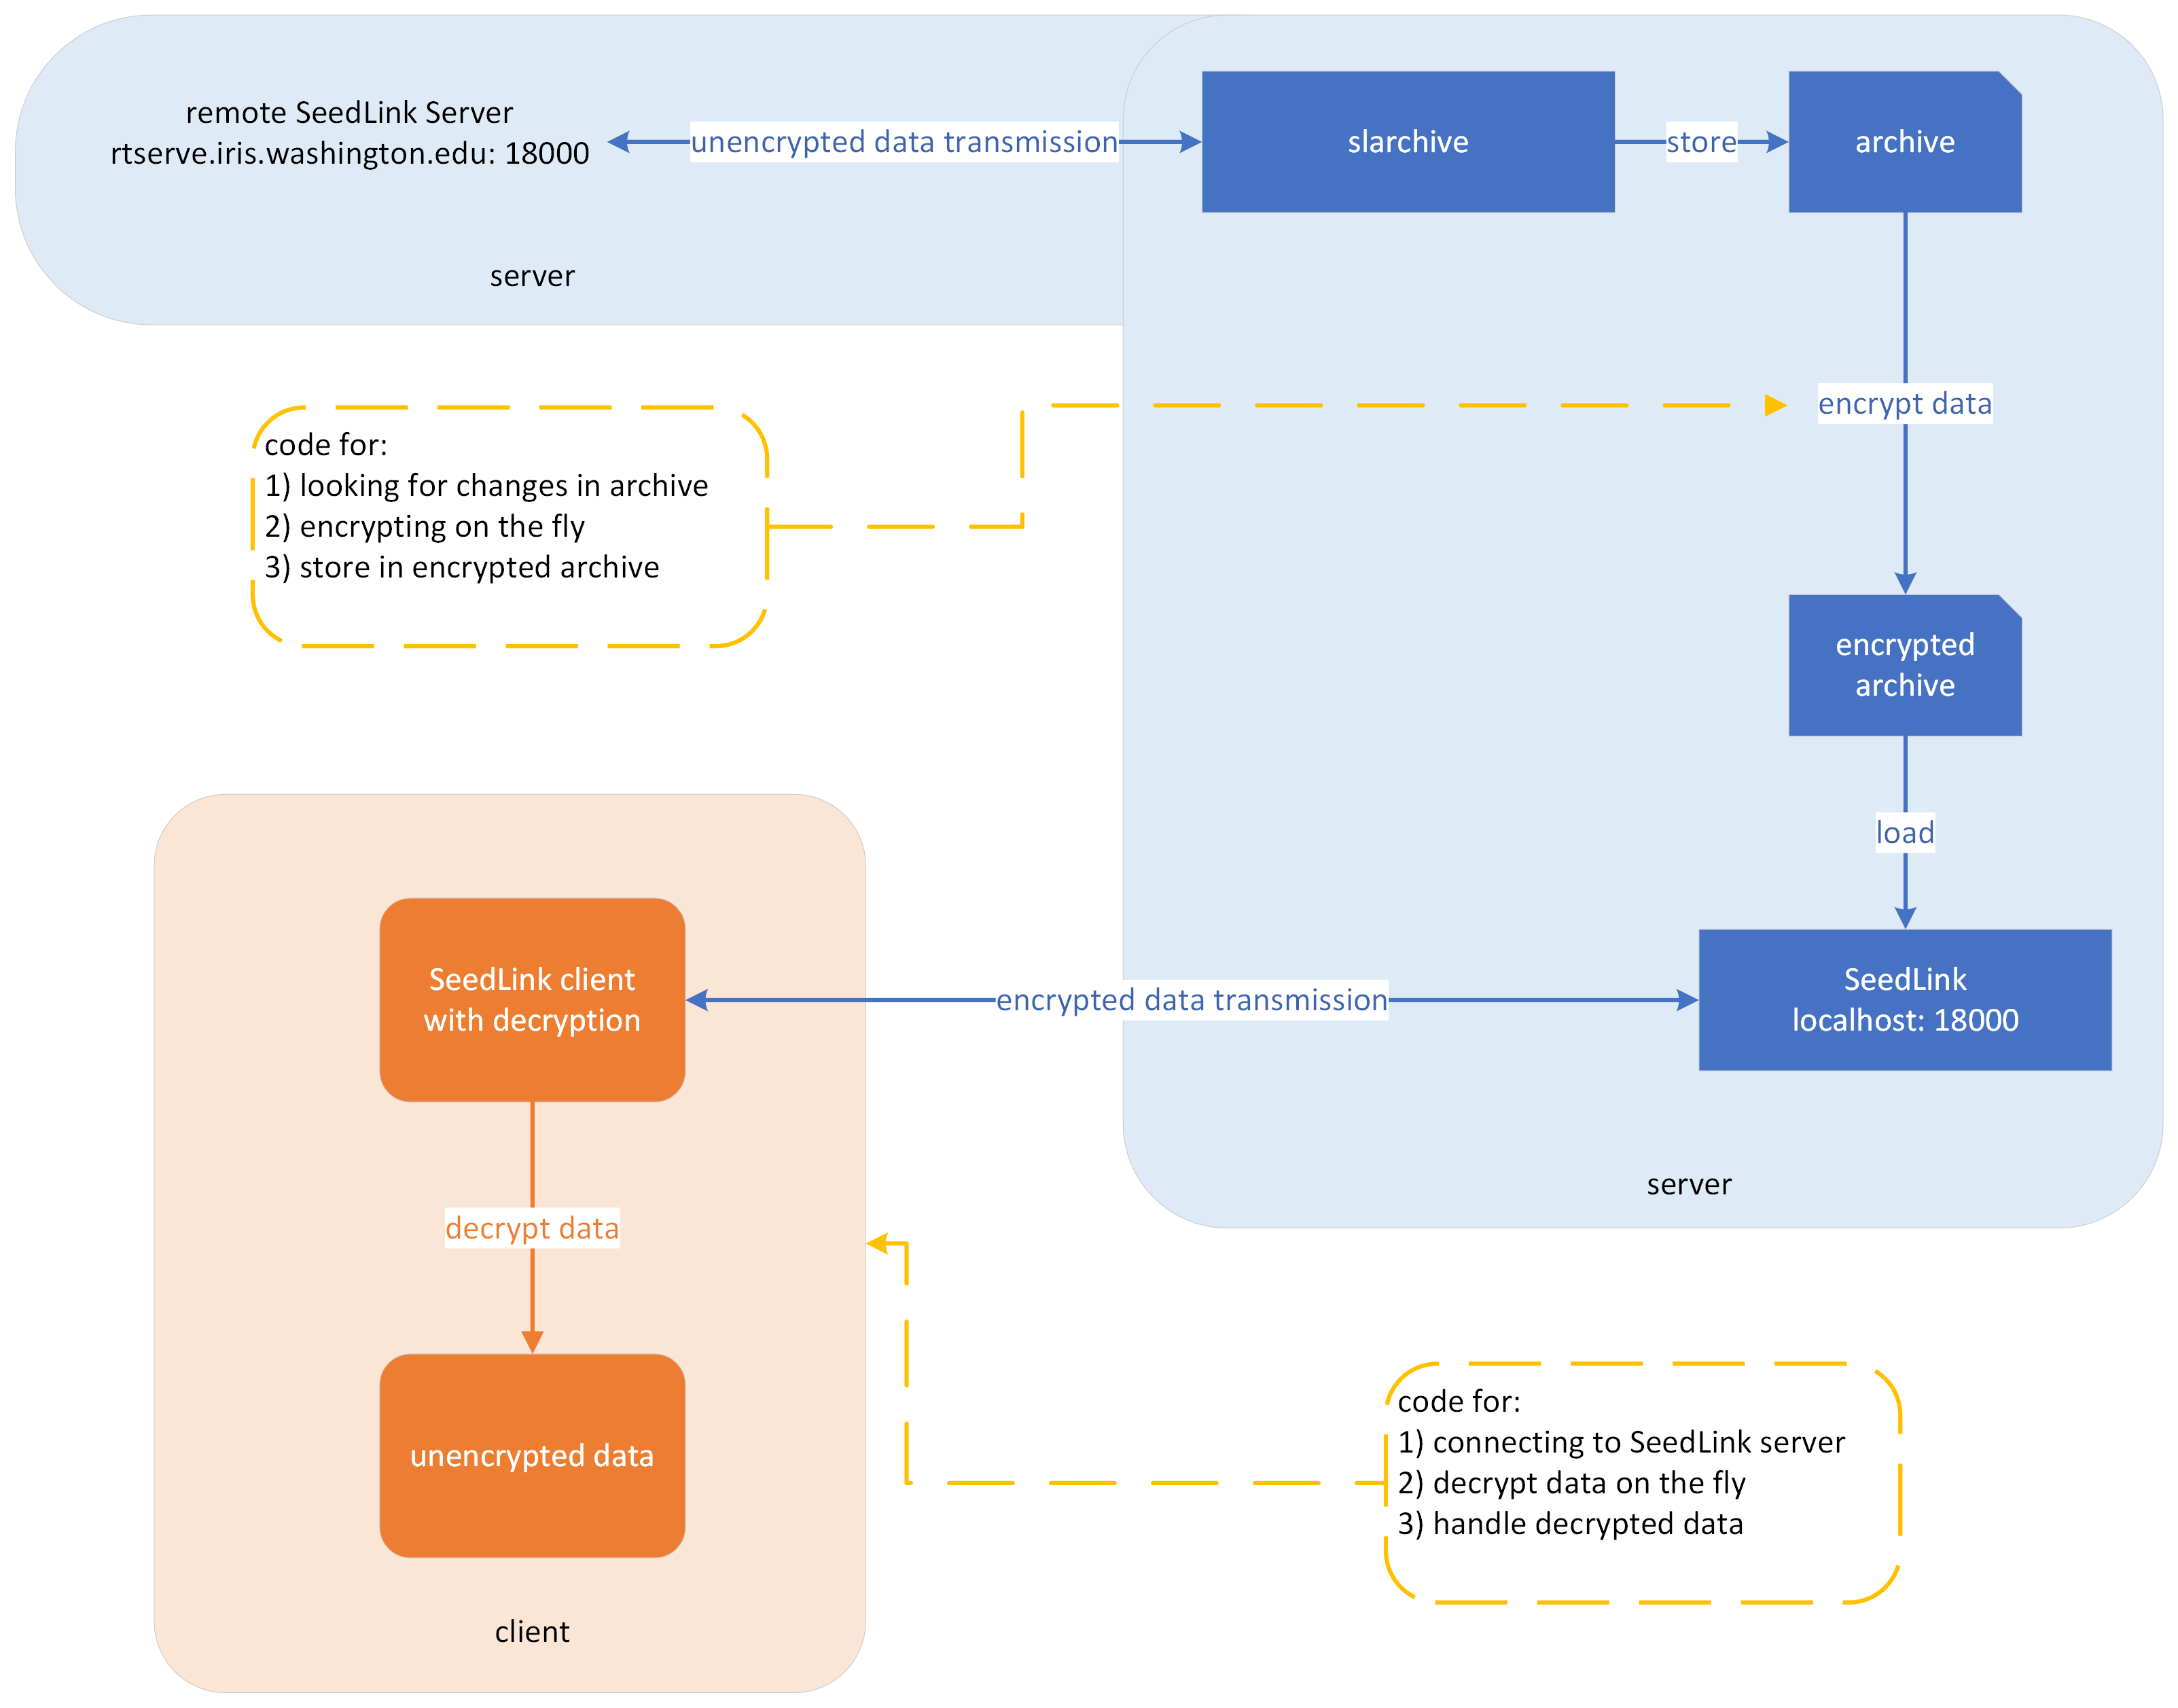 remote SeedLink Server
rtserve.iris.washington.edu: 18000
unencrypted data transmission
slarchive
store
archive
server
encrypt data
code for:
1) looking for changes in archive
2) encrypting on the fly
3) store in encrypted archive
encrypted
archive
load
SeedLink client
with decryption
encrypted data transmission
SeedLink
localhost: 18000
server
decrypt data
unencrypted data
code for:
1) connecting to SeedLink server
2) decrypt data on the fly
3) handle decrypted data
client